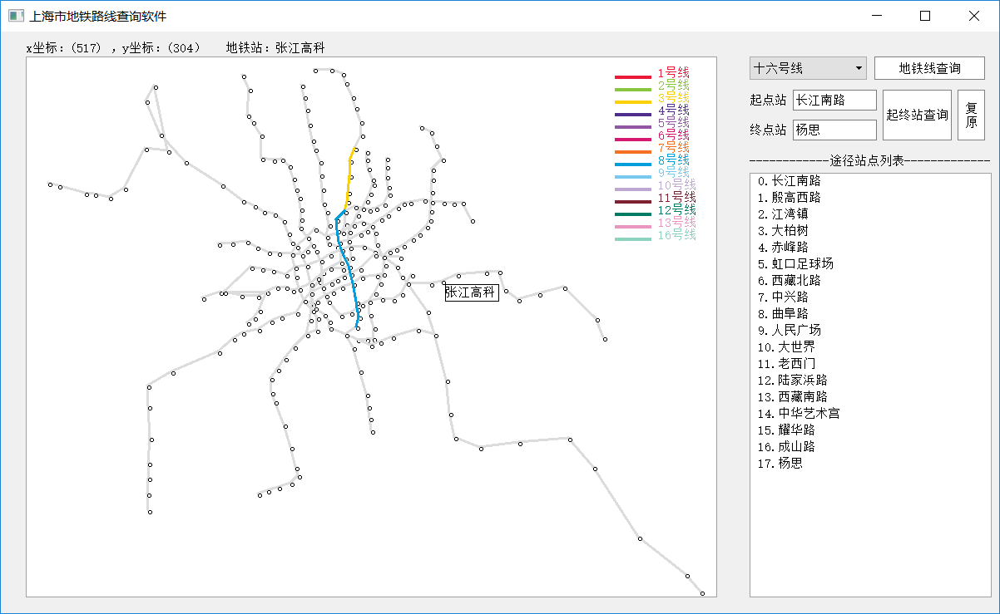 上海市地铁路线查询软件
x坐标：(517) ，y坐标：(304) 地铁站：张江高科
1号线
2号线
3号线
4号线
5号线
6号线
7号线
8号线
9号线
10号线
11号线
12号线
13号线
16号线
张江高科
十六号线 地铁线查询
起点站 长江南路
终点站 杨思
起终站查询
复原
------------途径站点列表-------------
0.长江南路
1.殷高西路
2.江湾镇
3.大柏树
4.赤峰路
5.虹口足球场
6.西藏北路
7.中兴路
8.曲阜路
9.人民广场
10.大世界
11.老西门
12.陆家浜路
13.西藏南路
14.中华艺术宫
15.耀华路
16.成山路
17.杨思